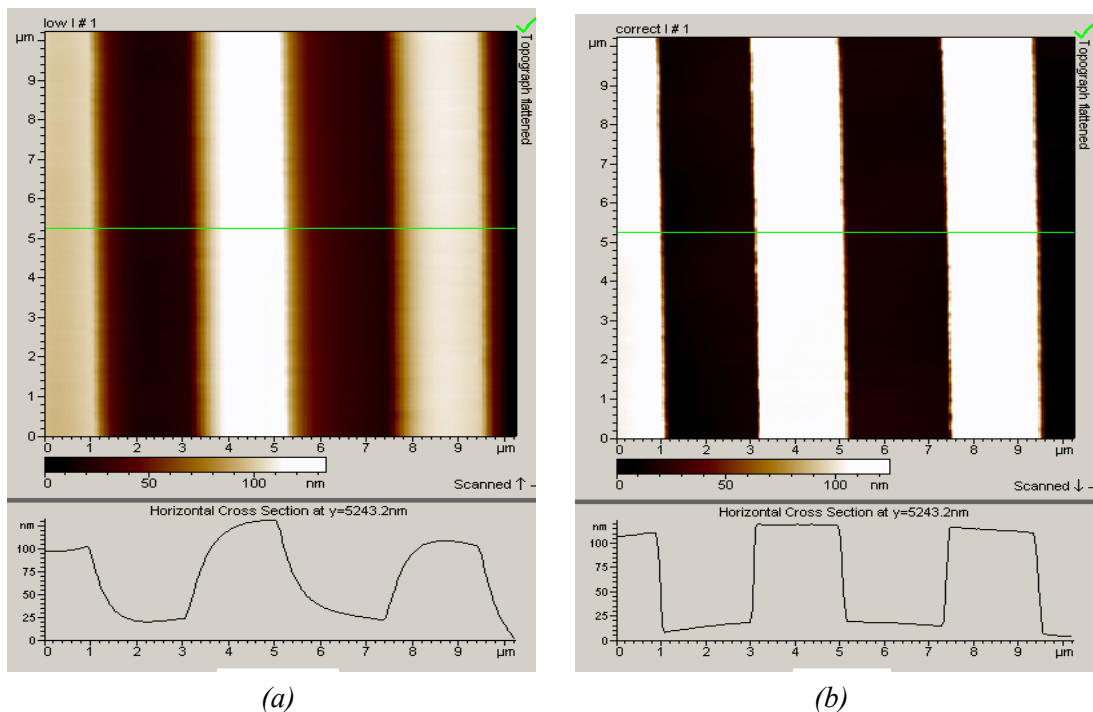 low I # 1
µm
9
8
7
6
5
4
3
2
1
0
0 1 2 3 4 5 6 7 8 9 µm
Topograph flattened
0 50 100 nm
Scanned ↑
Horizontal Cross Section at y=5243.2nm
nm
100
75
50
25
0
0 1 2 3 4 5 6 7 8 9 µm
(a)
correct I # 1
µm
9
8
7
6
5
4
3
2
1
0
0 1 2 3 4 5 6 7 8 9 µm
Topograph flattened
0 50 100 nm
Scanned ↓
Horizontal Cross Section at y=5243.2nm
nm
100
75
50
25
0
0 1 2 3 4 5 6 7 8 9 µm
(b)